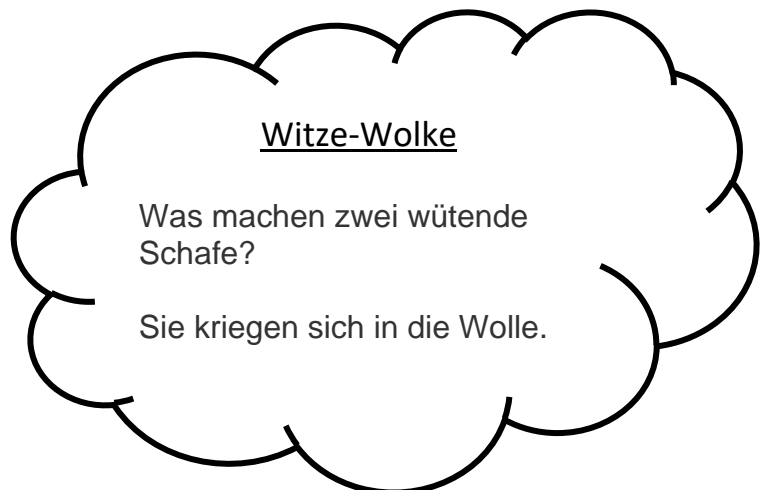 Witze-Wolke
Was machen zwei wütende
Schafe?
Sie kriegen sich in die Wolle.